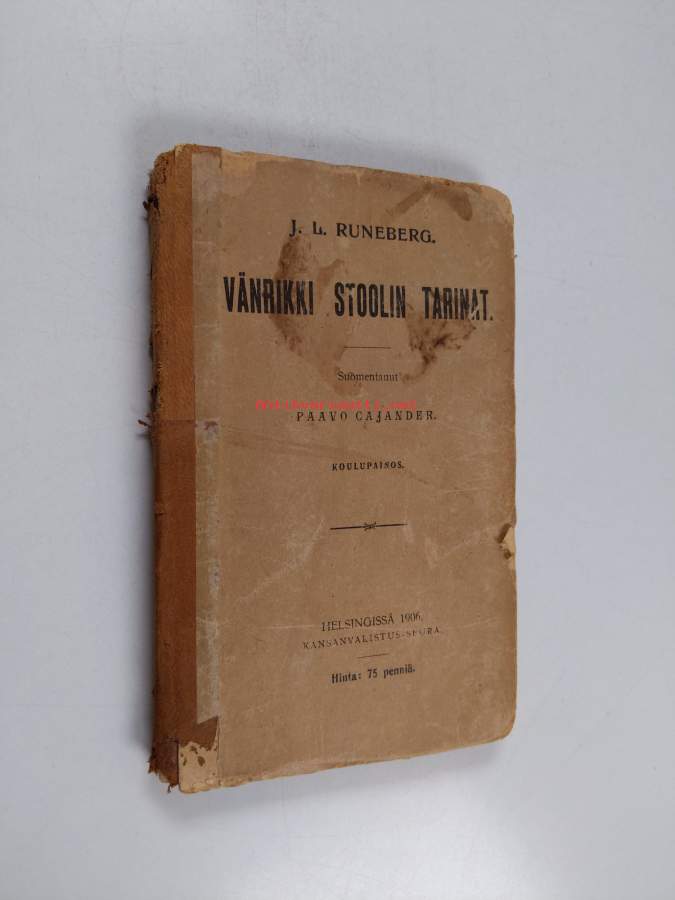 J. L. RUNEBERG.
VÄNRIKKI STOOLIN TARINAT.
Suomentanut
PAAVO CAJANDER.
KOULUPAINOS.
HELSINGISSÄ 1906.
KANSANVALISTUS-SEURA.
Hinta: 75 penniä.